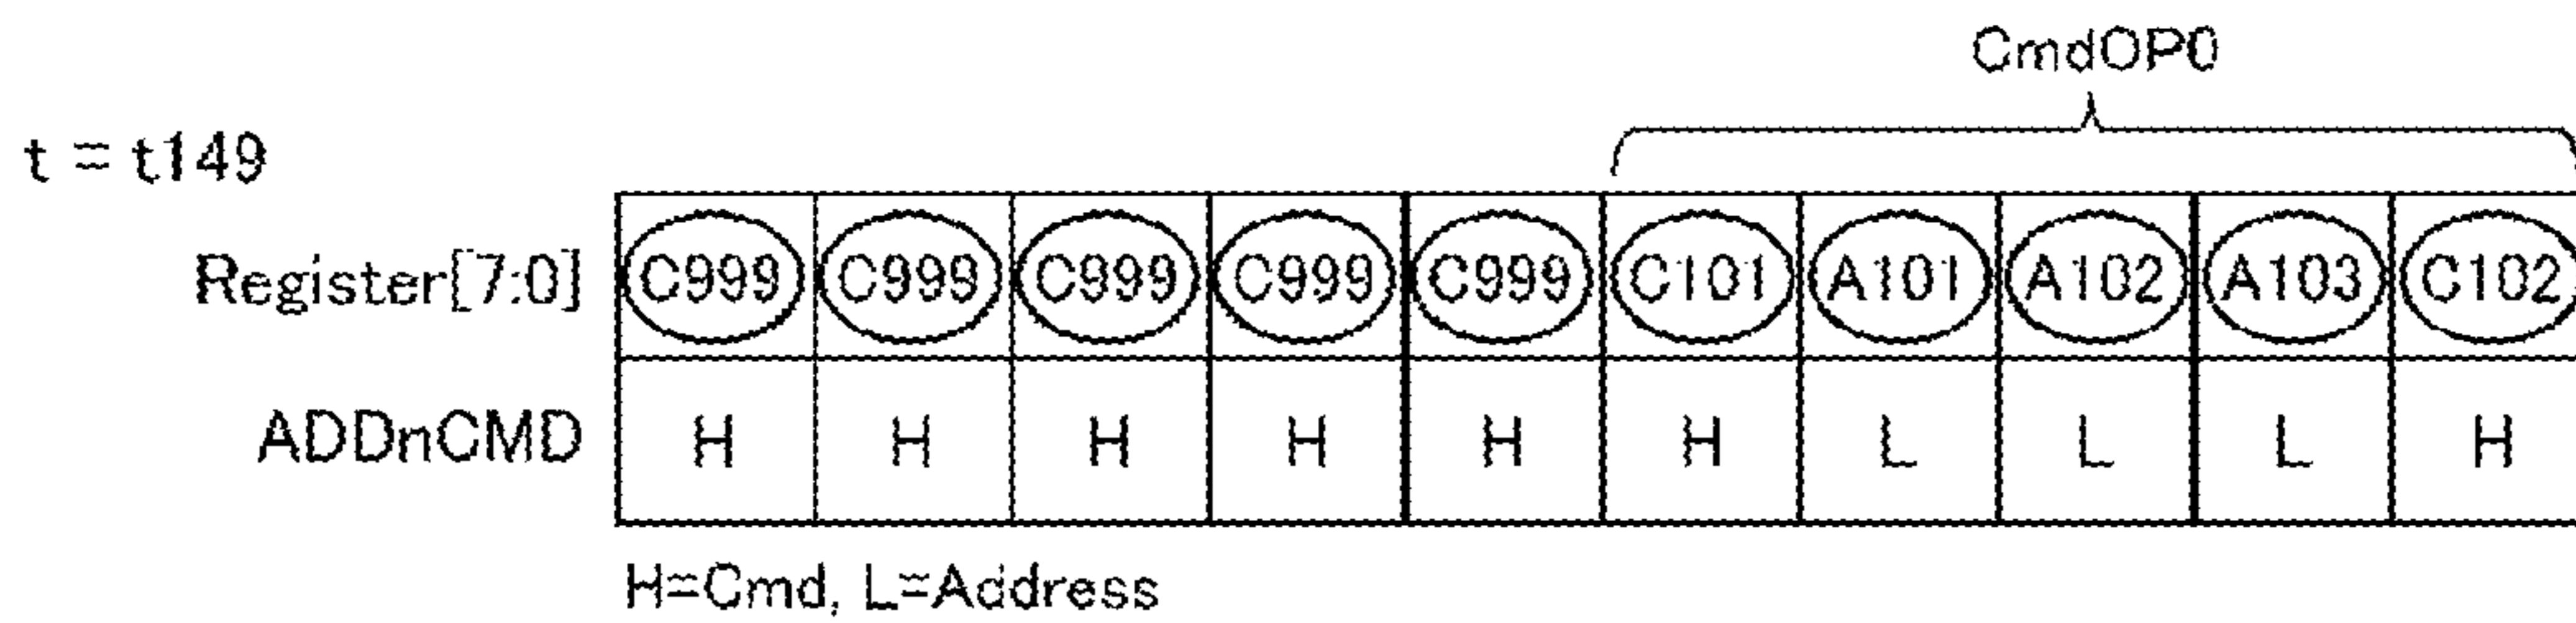 CmdOP0
t = t149
Register[7:0] C999 C999 C999 C999 C999 C101 A101 A102 A103 C102
ADDnCMD H H H H H H L L L H
H=Cmd, L=Address